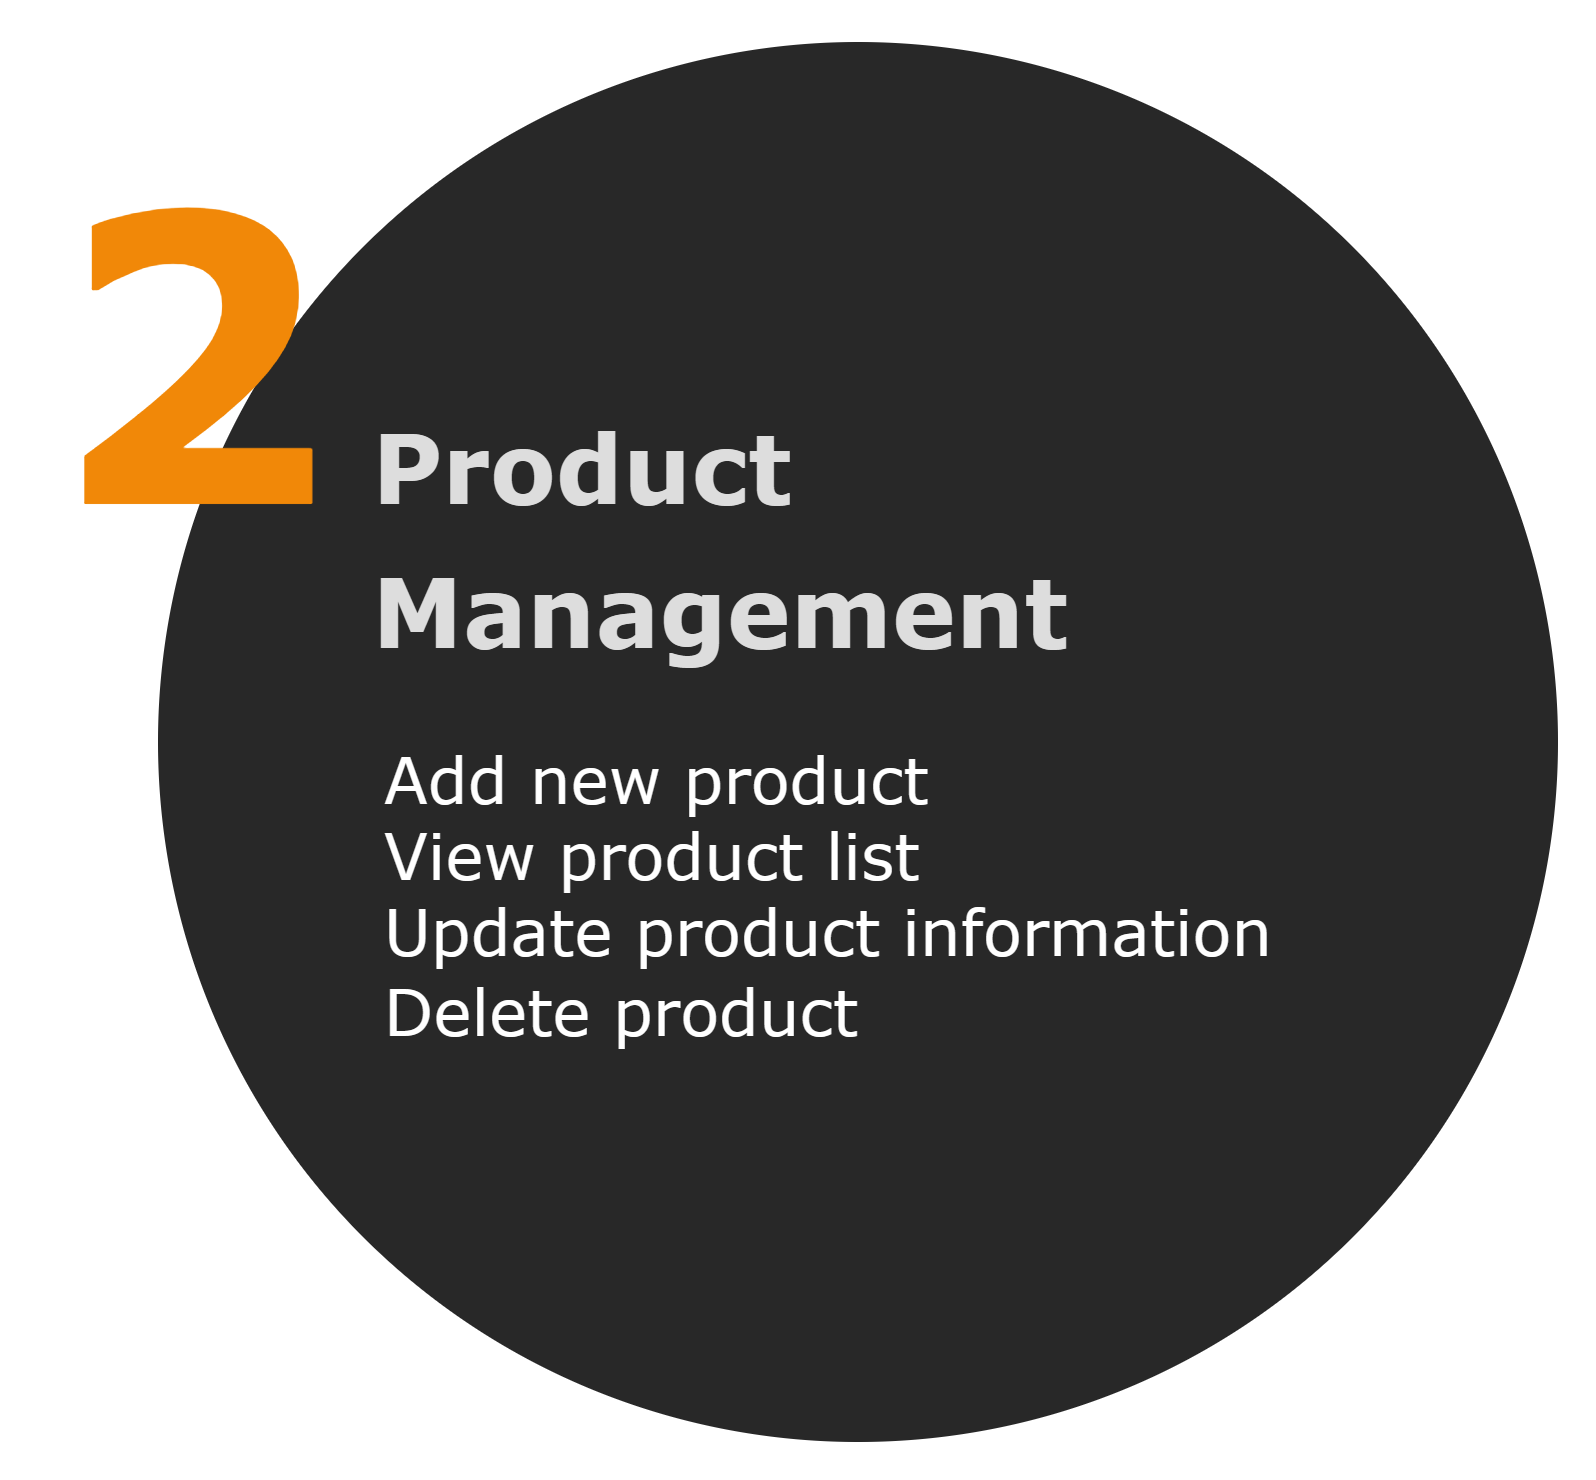 2
Product
Management
Add new product
View product list
Update product information
Delete product